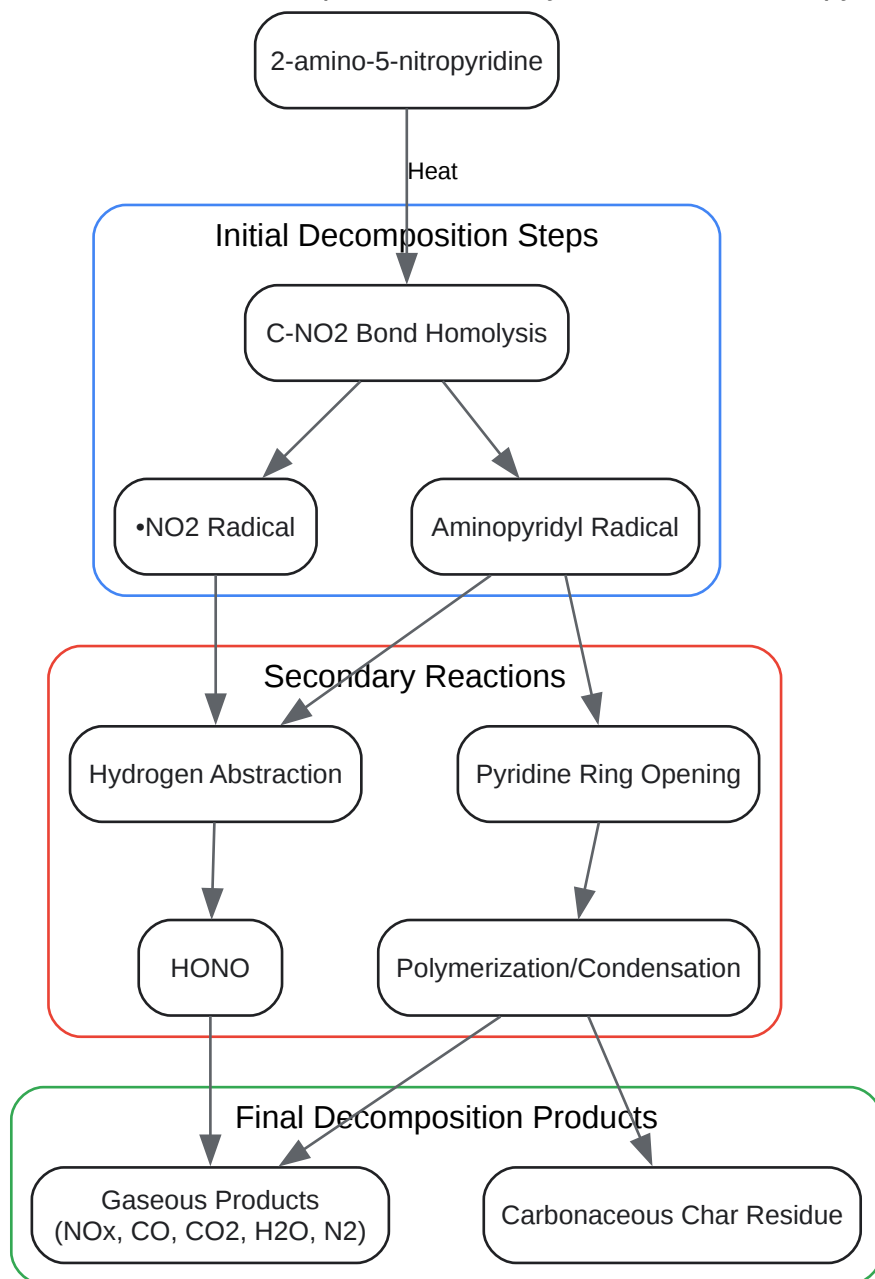 2-amino-5-nitropyridine
Heat
Initial Decomposition Steps
C-NO2 Bond Homolysis
•NO2 Radical
Aminopyridyl Radical
Secondary Reactions
Hydrogen Abstraction
Pyridine Ring Opening
HONO
Polymerization/Condensation
Final Decomposition Products
Gaseous Products
(NOx, CO, CO2, H2O, N2)
Carbonaceous Char Residue